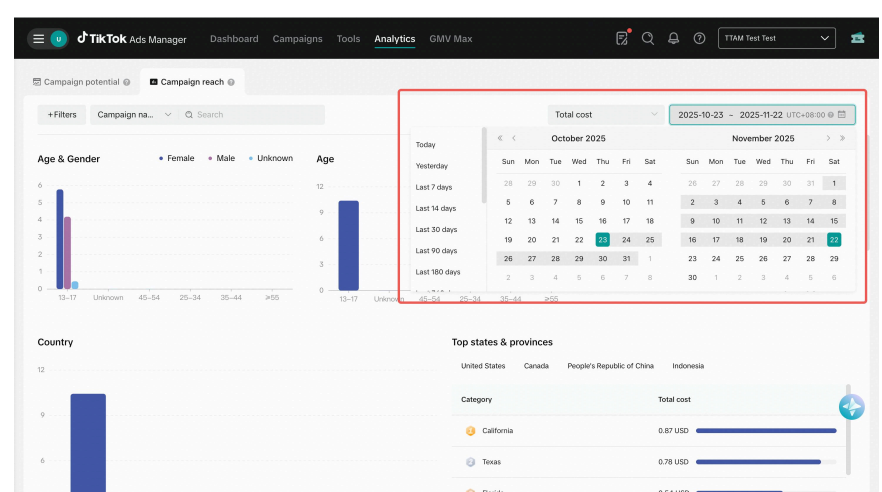 U TikTok Ads Manager Dashboard Campaigns Tools Analytics GMV Max TTAM Test Test
Campaign potential Campaign reach
+Filters Campaign na... Search Total cost 2025-10-23 – 2025-11-22 UTC+08:00
Age & Gender
Female Male Unknown
6
5
4
3
2
1
0
13–17 Unknown 45–54 25–34 35–44 ≥55
Age
12
9
6
3
0
13–17 Unknown 45–54 25–34 35–44 ≥55
Today
Yesterday
Last 7 days
Last 14 days
Last 30 days
Last 90 days
Last 180 days
« < October 2025
Sun Mon Tue Wed Thu Fri Sat
28 29 30 1 2 3 4
5 6 7 8 9 10 11
12 13 14 15 16 17 18
19 20 21 22 23 24 25
26 27 28 29 30 31 1
2 3 4 5 6 7 8
November 2025 > »
Sun Mon Tue Wed Thu Fri Sat
26 27 28 29 30 31 1
2 3 4 5 6 7 8
9 10 11 12 13 14 15
16 17 18 19 20 21 22
23 24 25 26 27 28 29
30 1 2 3 4 5 6
Country
12
9
6
Top states & provinces
United States Canada People's Republic of China Indonesia
Category Total cost
1 California 0.87 USD
2 Texas 0.78 USD